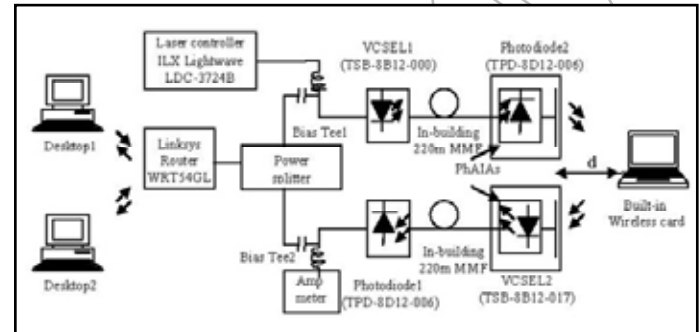 Laser controller
ILX Lightwave
LDC-3724B
VCSEL1
(TSB-8B12-000)
Photodiode2
(TPD-8D12-006)
Desktop1
Linksys
Router
WRT54GL
Bias Tee1
Power
splitter
In-building
220m MMF
PhAIAs
d
Built-in
Wireless card
Desktop2
Bias Tee2
Amp
meter
Photodiode1
(TPD-8D12-006)
In-building
220m MMF
VCSEL2
(TSB-8B12-017)